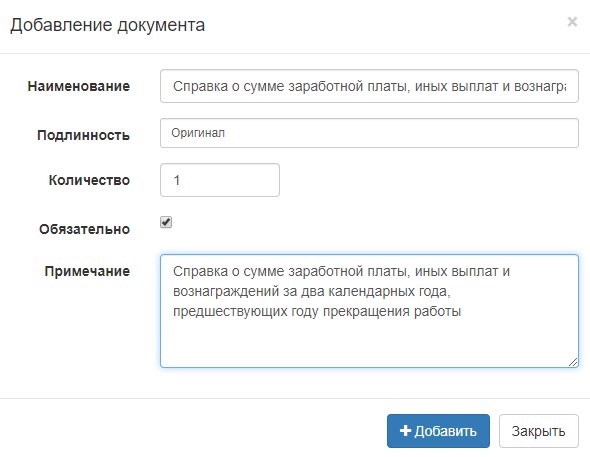 Добавление документа ×
Наименование Справка о сумме заработной платы, иных выплат и вознагра
Подлинность Оригинал
Количество 1
Обязательно
Примечание Справка о сумме заработной платы, иных выплат и
вознаграждений за два календарных года,
предшествующих году прекращения работы
+ Добавить Закрыть